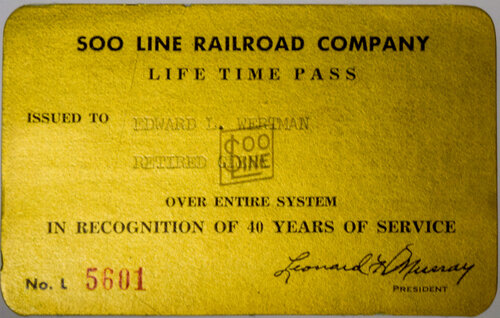 SOO LINE RAILROAD COMPANY
LIFE TIME PASS
ISSUED TO EDWARD L. WERTMAN
RETIRED
SOO LINE
OVER ENTIRE SYSTEM
IN RECOGNITION OF 40 YEARS OF SERVICE
Leonard H. Murray
No. L 5601
PRESIDENT